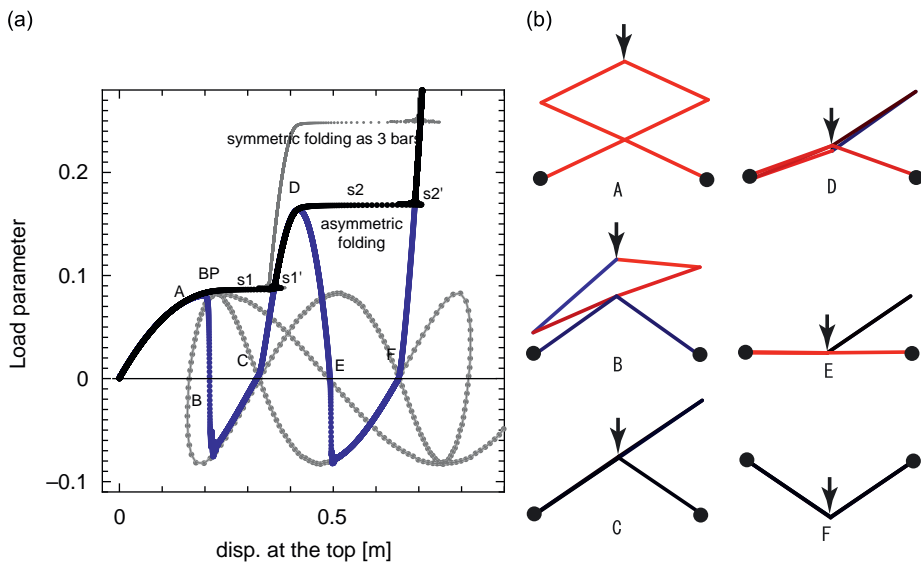 (a)
(b)
Load parameter
0.2
0.1
0
−0.1
0
0.5
disp. at the top [m]
symmetric folding as 3 bars
D
s2
s2'
asymmetric
folding
BP
s1
s1'
A
B
C
E
F
A
D
B
E
C
F